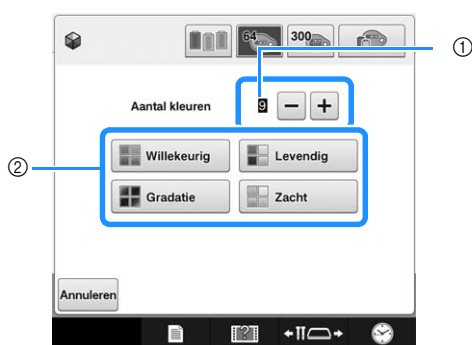 64 300
①
Aantal kleuren 9 − +
② Willekeurig Levendig
Gradatie Zacht
Annuleren